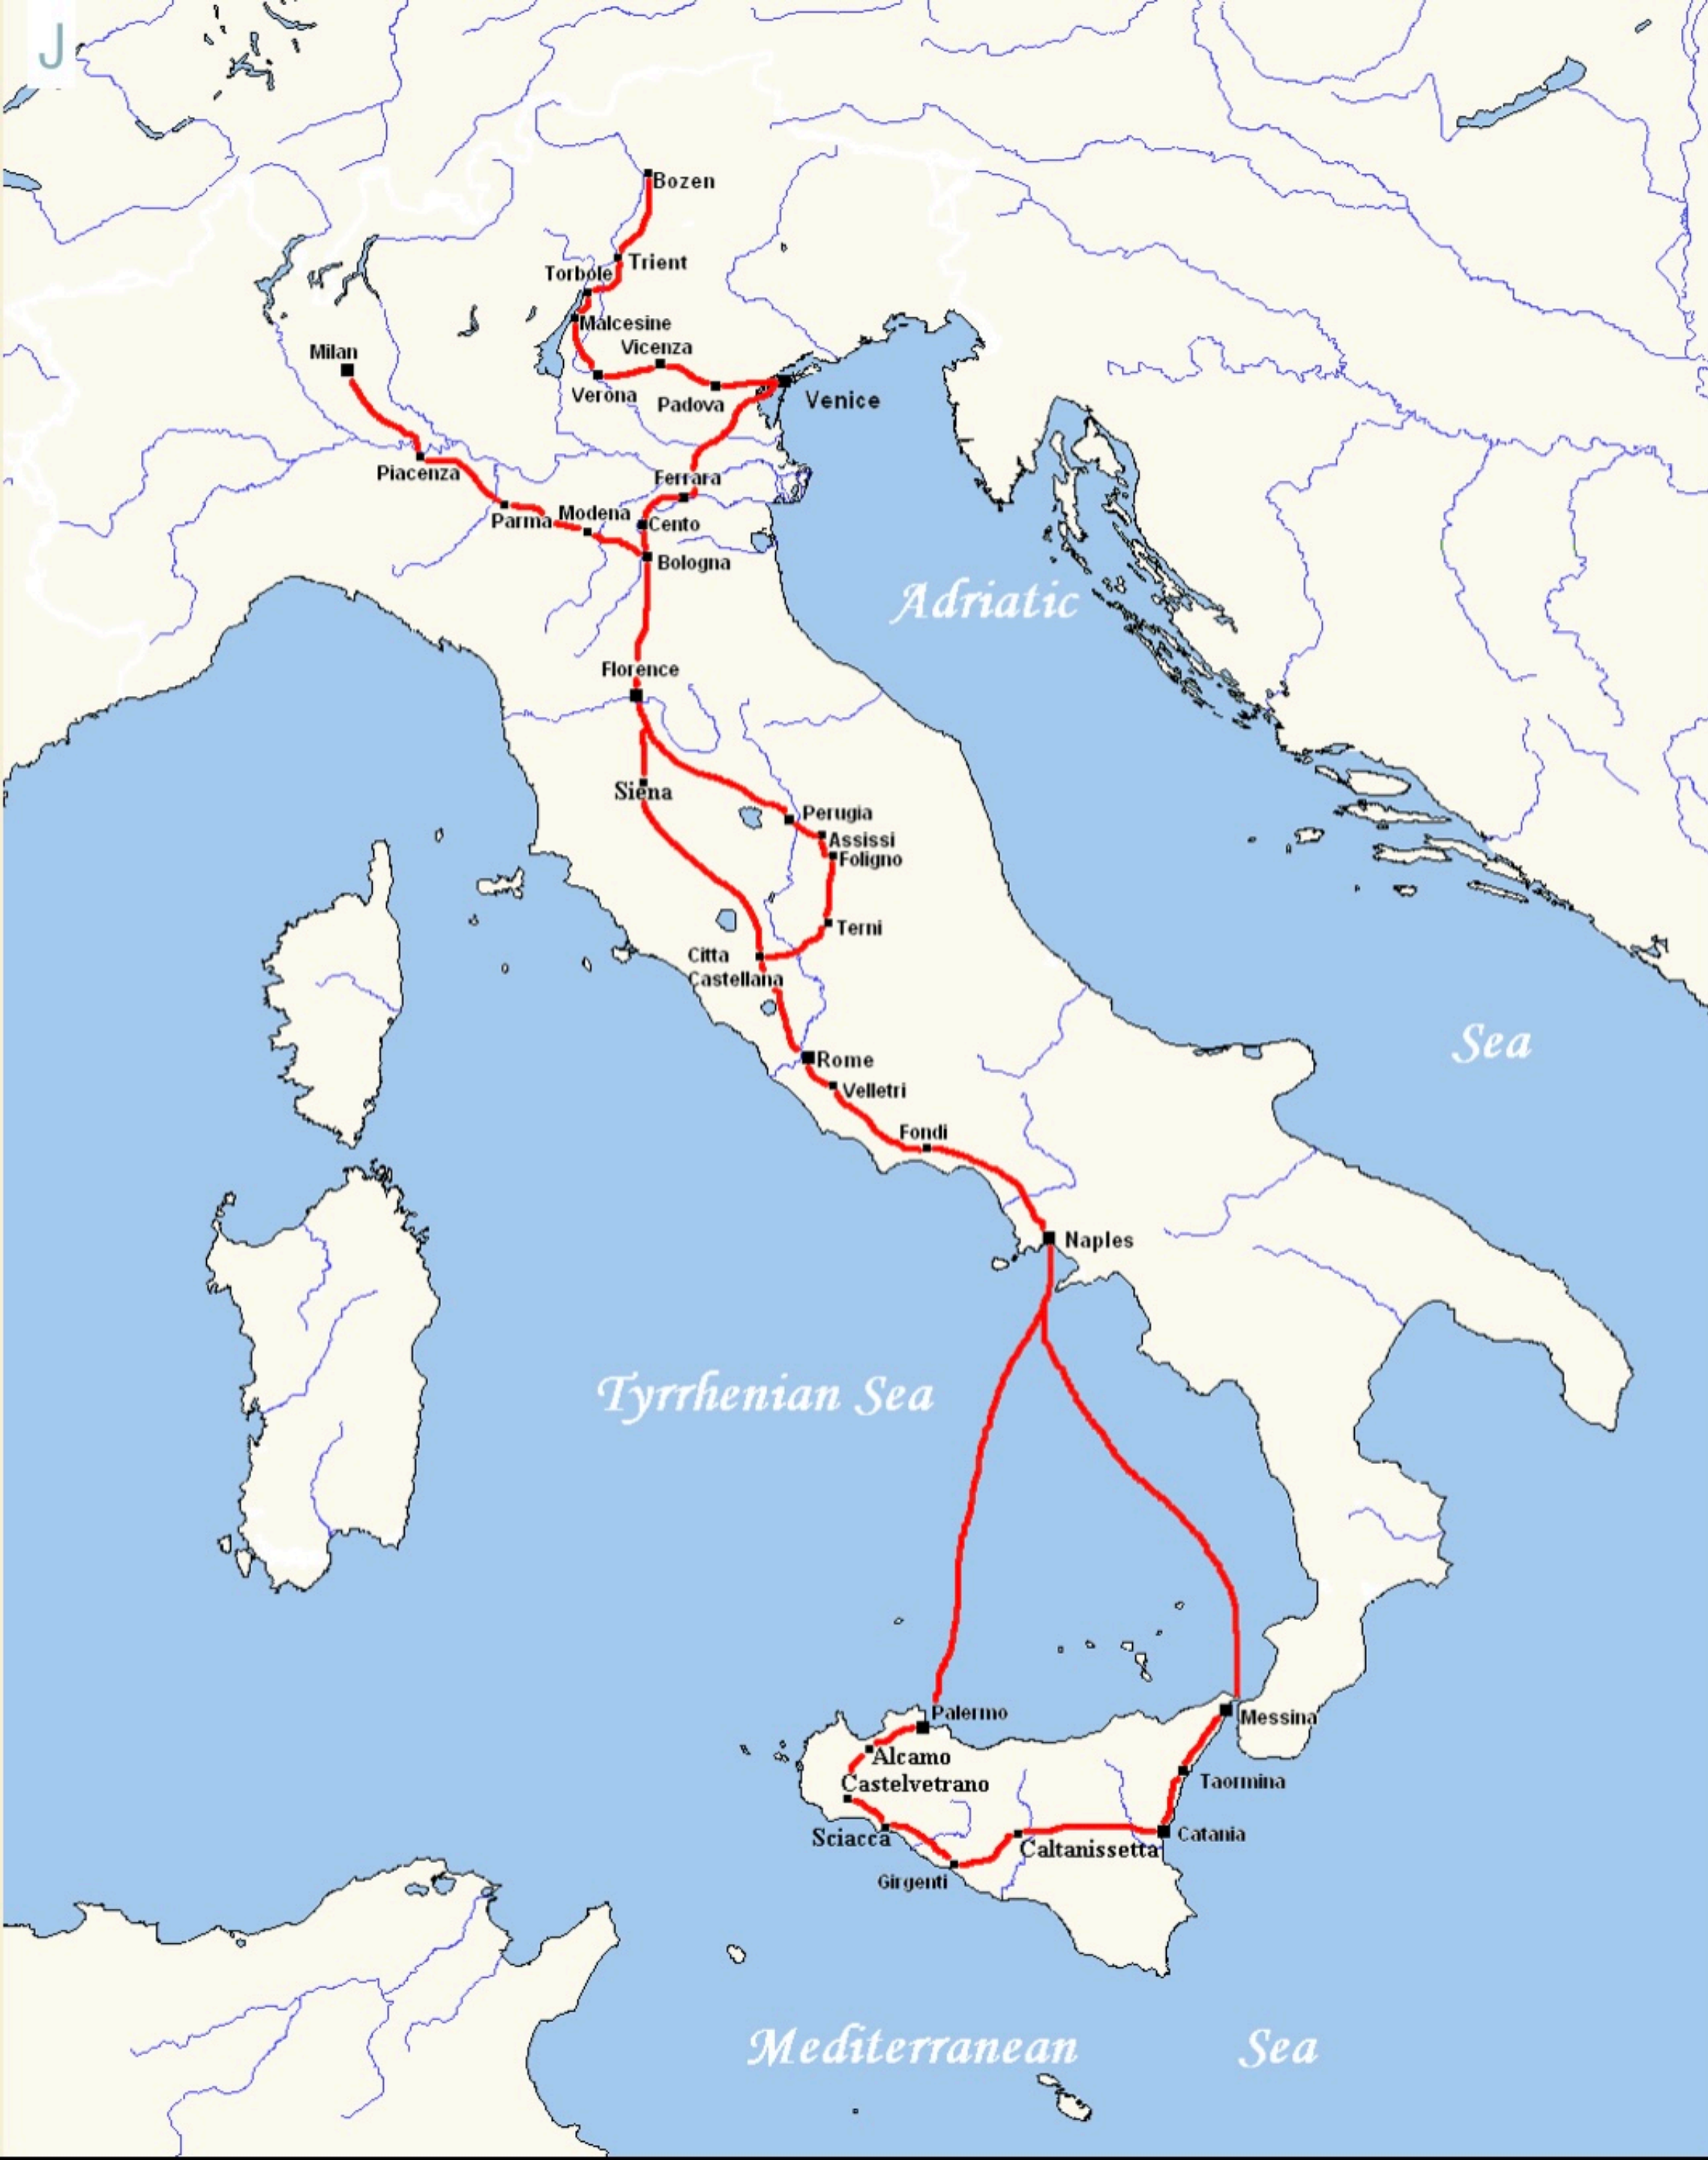 J
Bozen
Trient
Torbole
Malcesine
Vicenza
Milan
Verona
Padova
Venice
Piacenza
Ferrara
Parma
Modena
Cento
Bologna
Adriatic
Florence
Siena
Perugia
Assissi
Foligno
Terni
Citta
Castellana
Sea
Rome
Velletri
Fondi
Naples
Tyrrhenian Sea
Palermo
Messina
Alcamo
Castelvetrano
Taormina
Sciacca
Caltanissetta
Catania
Girgenti
Mediterranean Sea